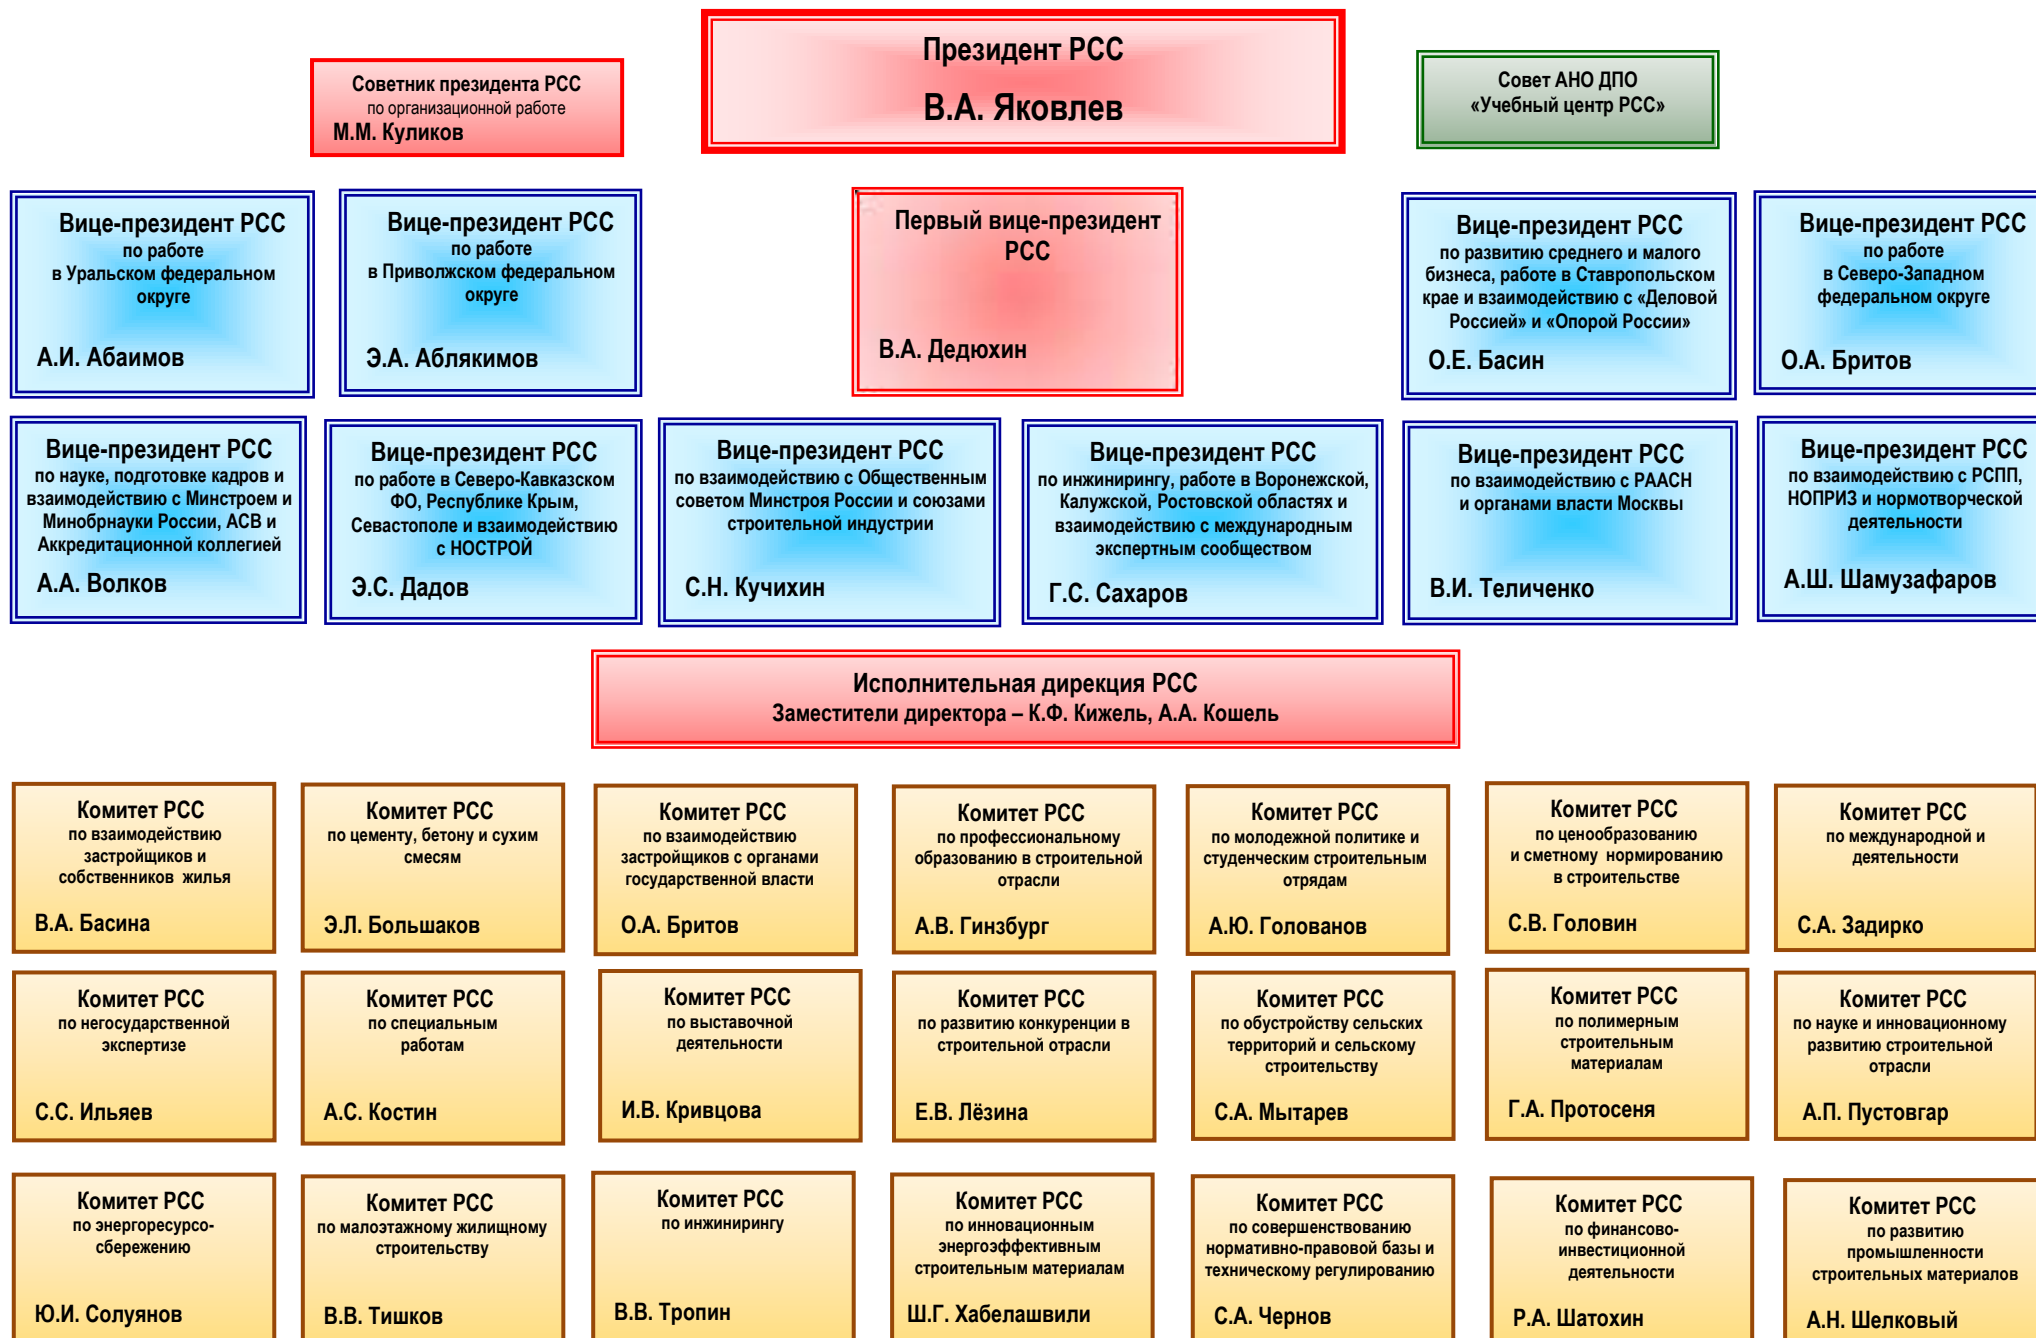 Президент РСС
В.А. Яковлев
Советник президента РСС
по организационной работе
М.М. Куликов
Совет АНО ДПО
«Учебный центр РСС»
Вице-президент РСС
по работе
в Уральском федеральном
округе
А.И. Абаимов
Вице-президент РСС
по работе
в Приволжском федеральном
округе
Э.А. Аблякимов
Первый вице-президент
РСС
В.А. Дедюхин
Вице-президент РСС
по развитию среднего и малого
бизнеса, работе в Ставропольском
крае и взаимодействию с «Деловой
Россией» и «Опорой России»
О.Е. Басин
Вице-президент РСС
по работе
в Северо-Западном
федеральном округе
О.А. Бритов
Вице-президент РСС
по науке, подготовке кадров и
взаимодействию с Минстроем и
Минобрнауки России, АСВ и
Аккредитационной коллегией
А.А. Волков
Вице-президент РСС
по работе в Северо-Кавказском
ФО, Республике Крым,
Севастополе и взаимодействию
с НОСТРОЙ
Э.С. Дадов
Вице-президент РСС
по взаимодействию с Общественным
советом Минстроя России и союзами
строительной индустрии
С.Н. Кучихин
Вице-президент РСС
по инжинирингу, работе в Воронежской,
Калужской, Ростовской областях и
взаимодействию с международным
экспертным сообществом
Г.С. Сахаров
Вице-президент РСС
по взаимодействию с РААСН
и органами власти Москвы
В.И. Теличенко
Вице-президент РСС
по взаимодействию с РСПП,
НОПРИЗ и нормотворческой
деятельности
А.Ш. Шамузафаров
Исполнительная дирекция РСС
Заместители директора – К.Ф. Кижель, А.А. Кошель
Комитет РСС
по взаимодействию
застройщиков и
собственников жилья
В.А. Басина
Комитет РСС
по цементу, бетону и сухим
смесям
Э.Л. Большаков
Комитет РСС
по взаимодействию
застройщиков с органами
государственной власти
О.А. Бритов
Комитет РСС
по профессиональному
образованию в строительной
отрасли
А.В. Гинзбург
Комитет РСС
по молодежной политике и
студенческим строительным
отрядам
А.Ю. Голованов
Комитет РСС
по ценообразованию
и сметному нормированию
в строительстве
С.В. Головин
Комитет РСС
по международной и
деятельности
С.А. Задирко
Комитет РСС
по негосударственной
экспертизе
С.С. Ильяев
Комитет РСС
по специальным
работам
А.С. Костин
Комитет РСС
по выставочной
деятельности
И.В. Кривцова
Комитет РСС
по развитию конкуренции в
строительной отрасли
Е.В. Лёзина
Комитет РСС
по обустройству сельских
территорий и сельскому
строительству
С.А. Мытарев
Комитет РСС
по полимерным
строительным
материалам
Г.А. Протосеня
Комитет РСС
по науке и инновационному
развитию строительной
отрасли
А.П. Пустовгар
Комитет РСС
по энергоресурсо-
сбережению
Ю.И. Солуянов
Комитет РСС
по малоэтажному жилищному
строительству
В.В. Тишков
Комитет РСС
по инжинирингу
В.В. Тропин
Комитет РСС
по инновационным
энергоэффективным
строительным материалам
Ш.Г. Хабелашвили
Комитет РСС
по совершенствованию
нормативно-правовой базы и
техническому регулированию
С.А. Чернов
Комитет РСС
по финансово-
инвестиционной
деятельности
Р.А. Шатохин
Комитет РСС
по развитию
промышленности
строительных материалов
А.Н. Шелковый